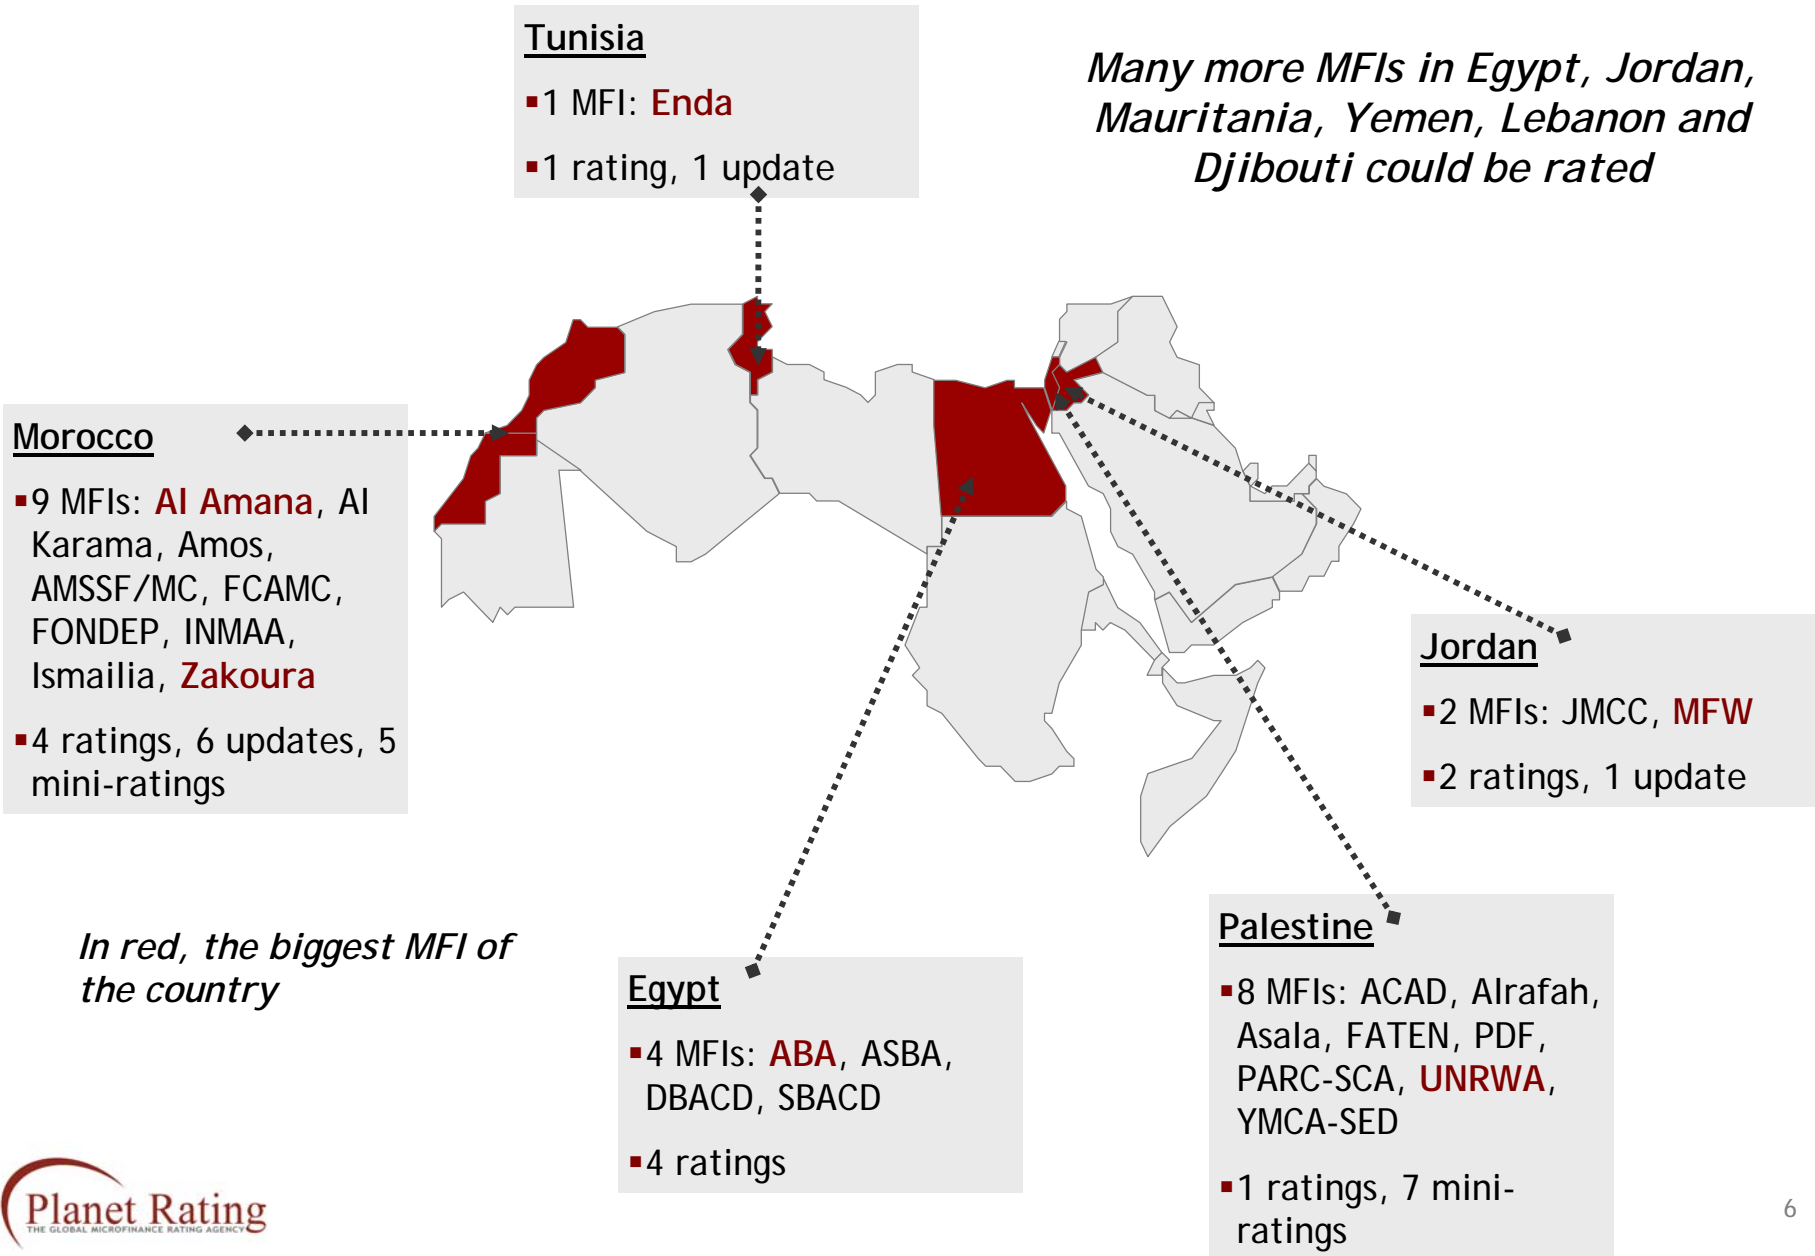 Tunisia
▪1 MFI: Enda
▪1 rating, 1 update
Many more MFIs in Egypt, Jordan,
Mauritania, Yemen, Lebanon and
Djibouti could be rated
Morocco
▪9 MFIs: Al Amana, Al
Karama, Amos,
AMSSF/MC, FCAMC,
FONDEP, INMAA,
Ismailia, Zakoura
▪4 ratings, 6 updates, 5
mini-ratings
Jordan
▪2 MFIs: JMCC, MFW
▪2 ratings, 1 update
In red, the biggest MFI of
the country
Egypt
▪4 MFIs: ABA, ASBA,
DBACD, SBACD
▪4 ratings
Palestine
▪8 MFIs: ACAD, Alrafah,
Asala, FATEN, PDF,
PARC-SCA, UNRWA,
YMCA-SED
▪1 ratings, 7 mini-
ratings
Planet Rating
THE GLOBAL MICROFINANCE RATING AGENCY
6